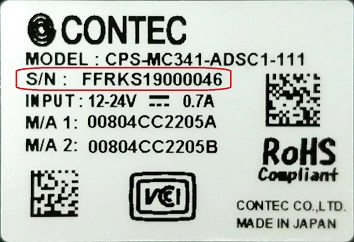 CONTEC
MODEL : CPS-MC341-ADSC1-111
S/N : FFRKS19000046
INPUT : 12-24V ⎓ 0.7A
M/A 1: 00804CC2205A
M/A 2: 00804CC2205B
RoHS
Compliant
VCCI
CONTEC CO.,LTD.
MADE IN JAPAN